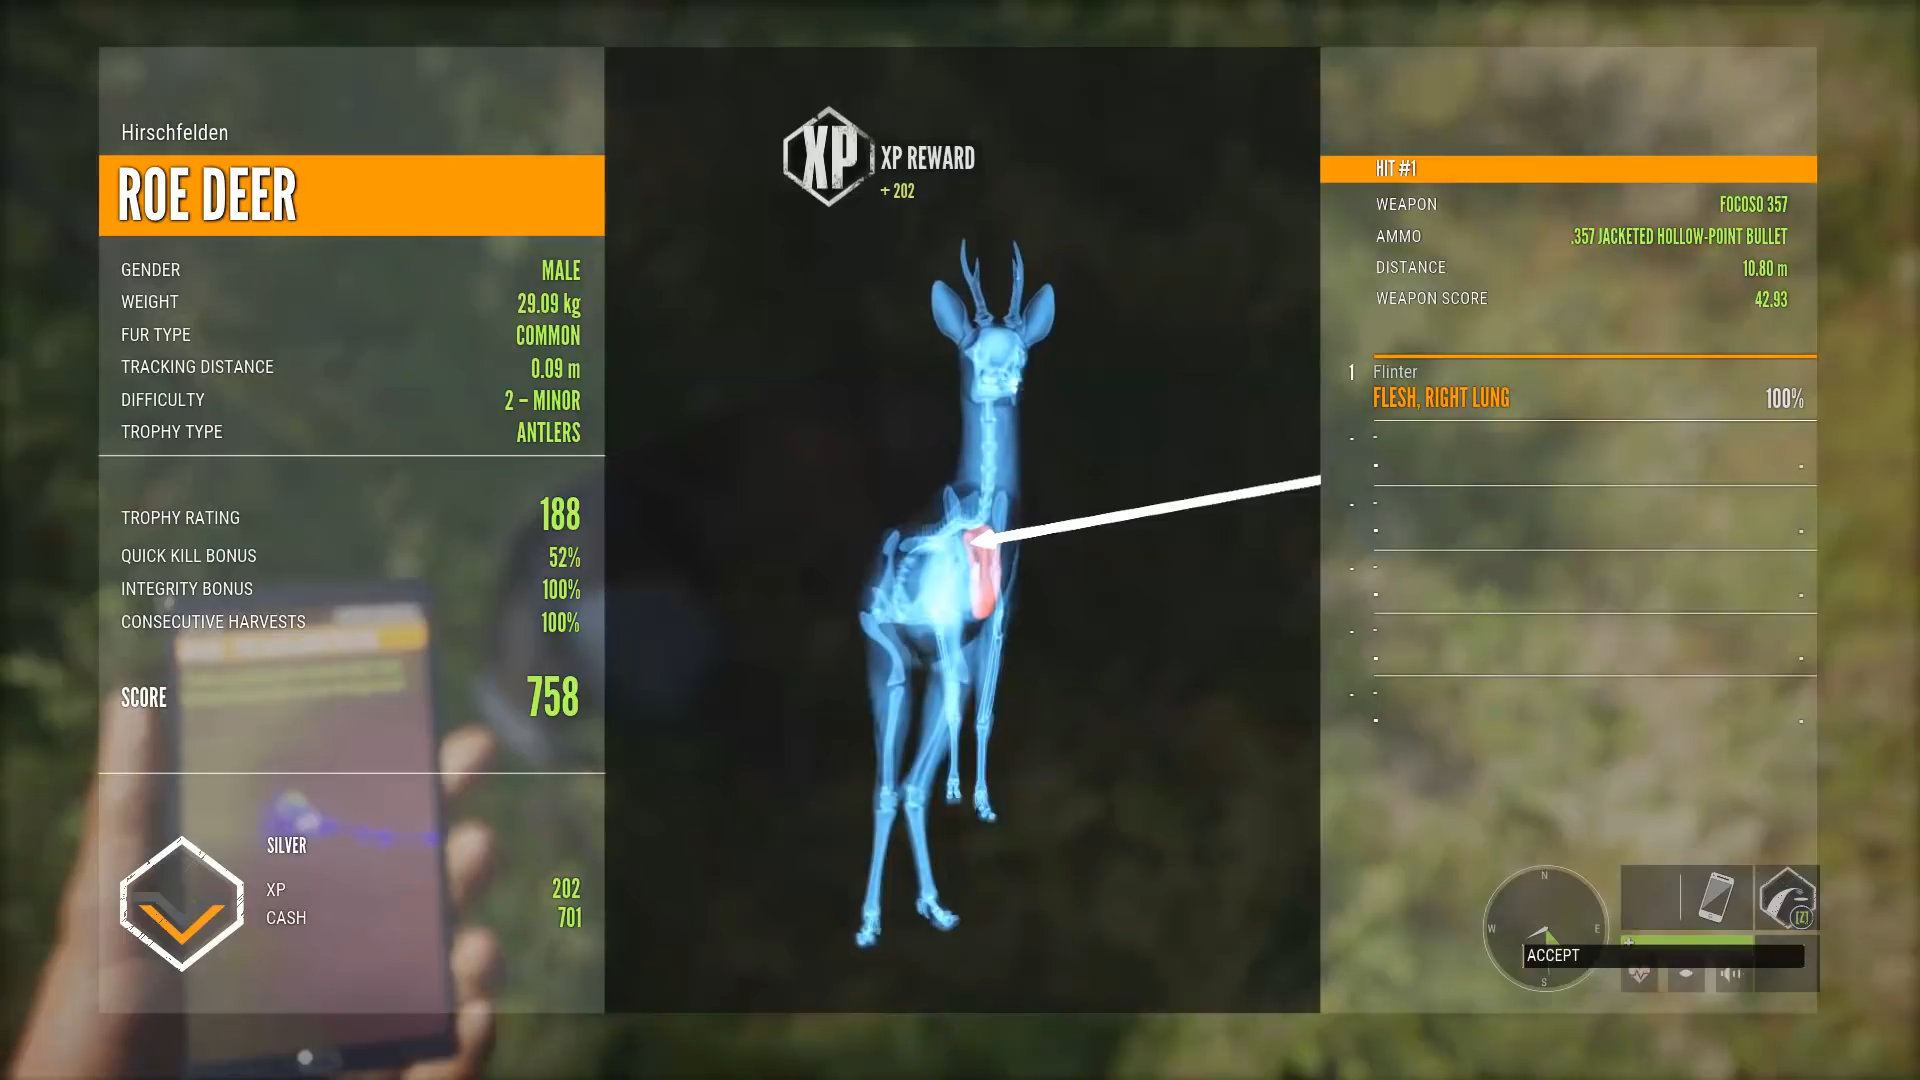 Hirschfelden
ROE DEER
GENDER MALE
WEIGHT 29.09 kg
FUR TYPE COMMON
TRACKING DISTANCE 0.09 m
DIFFICULTY 2 – MINOR
TROPHY TYPE ANTLERS
TROPHY RATING 188
QUICK KILL BONUS 52%
INTEGRITY BONUS 100%
CONSECUTIVE HARVESTS 100%
SCORE 758
SILVER
XP 202
CASH 701
XP
XP REWARD
+ 202
HIT #1
WEAPON FOCOSO 357
AMMO .357 JACKETED HOLLOW-POINT BULLET
DISTANCE 10.80 m
WEAPON SCORE 42.93
1 Flinter
FLESH, RIGHT LUNG 100%
- -
- -
- -
- -
- -
- -
- -
- -
- -
- -
N
W E
S
[Z]
ACCEPT